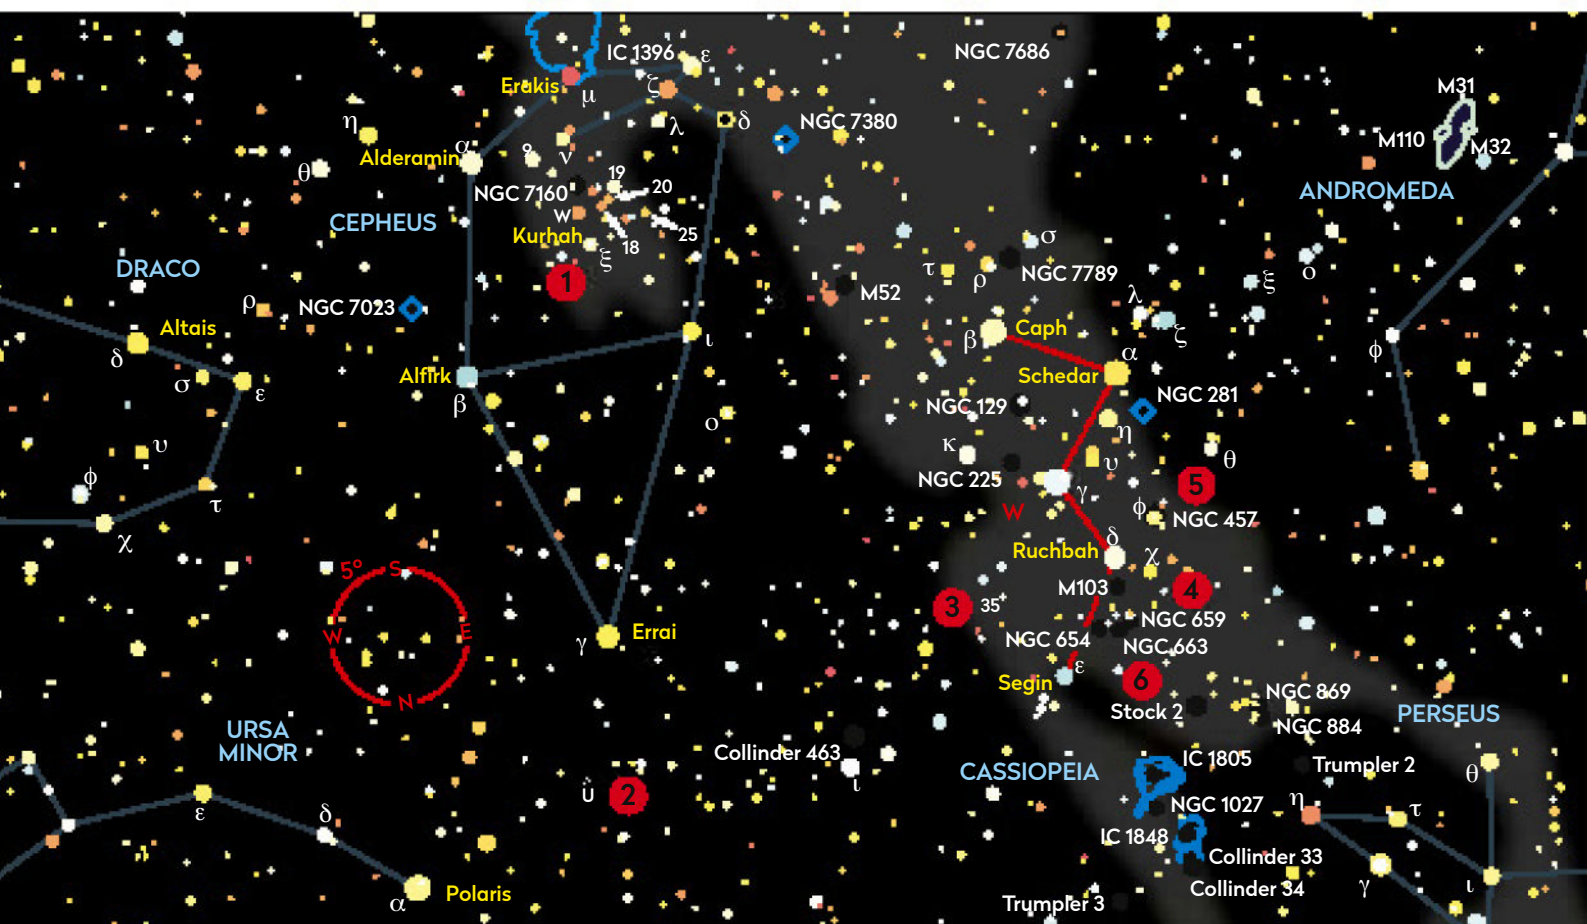 IC 1396
ε
NGC 7686
M31
Erakis
μ
ζ
η
λ
δ
NGC 7380
M110
M32
Alderamin
α
9
ν
θ
19
NGC 7160
20
ANDROMEDA
CEPHEUS
W
Kurhah
18
25
ξ
σ
DRACO
1
τ
ρ
NGC 7789
ξ
ο
ρ
NGC 7023
M52
λ
Altais
δ
ι
β
Caph
ζ
φ
σ
ε
Alfirk
β
Schedar
α
NGC 281
ο
NGC 129
η
υ
κ
υ
θ
φ
τ
NGC 225
γ
5
W
φ
NGC 457
χ
Ruchbah
δ
χ
5°
S
M103
4
3
35
NGC 659
W
E
γ
Errai
NGC 654
NGC 663
ε
N
Segin
6
Stock 2
NGC 869
NGC 884
PERSEUS
URSA
MINOR
Collinder 463
ι
CASSIOPEIA
IC 1805
Trumpler 2
θ
Ü
2
NGC 1027
η
τ
ε
δ
IC 1848
Collinder 33
Collinder 34
γ
ι
α
Polaris
Trumpler 3